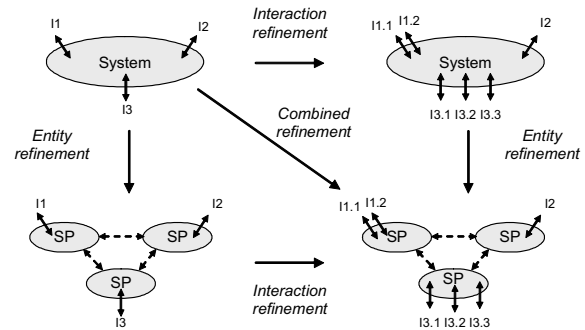 Interaction
refinement
I1
I2
System
I3
I1.1
I1.2
I2
System
I3.1 I3.2 I3.3
Entity
refinement
Combined
refinement
Entity
refinement
I1
I2
SP
SP
SP
I3
Interaction
refinement
I1.1
I1.2
I2
SP
SP
SP
I3.1 I3.2 I3.3